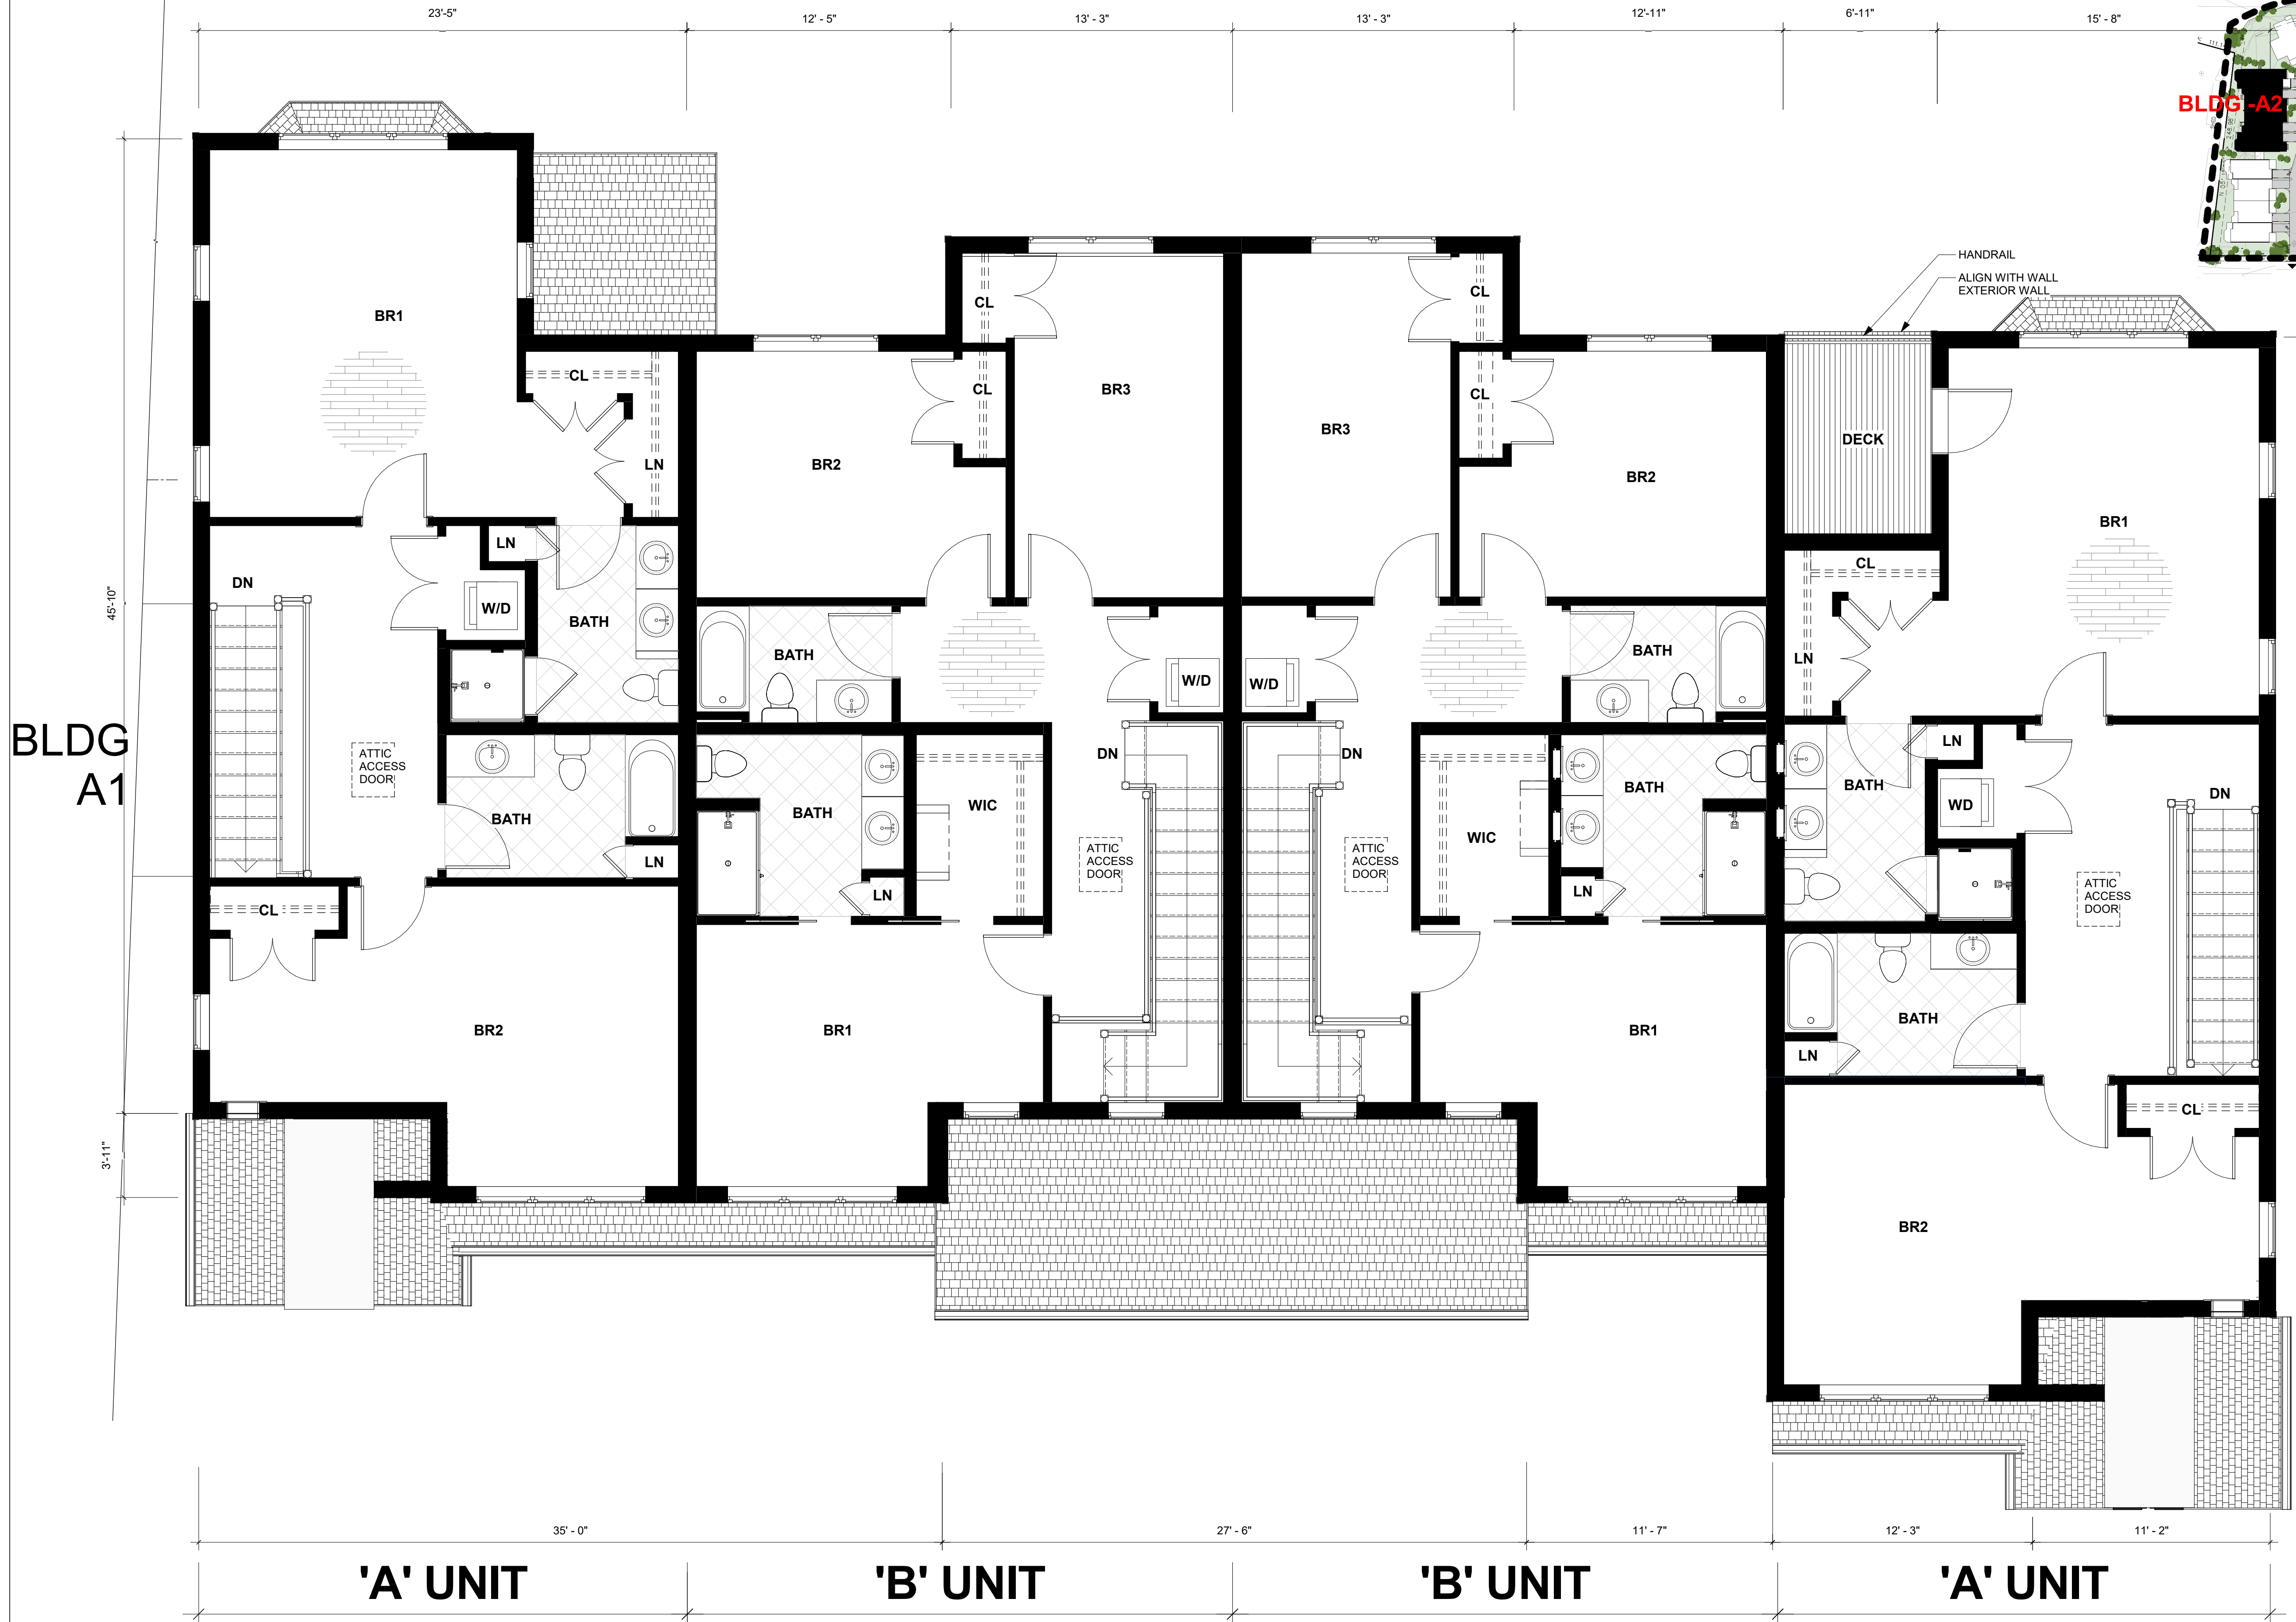 23'-5"
12' - 5"
13' - 3"
13' - 3"
12'-11"
6'-11"
15' - 8"
BLDG -A2
HANDRAIL
ALIGN WITH WALL
EXTERIOR WALL
BR1
CL
LN
CL
CL
BR2
BR3
CL
CL
BR3
BR2
DECK
BR1
CL
LN
45'-10"
DN
LN
W/D
BATH
BATH
W/D
W/D
BATH
BLDG
A1
ATTIC
ACCESS
DOOR
BATH
LN
BATH
LN
WIC
DN
ATTIC
ACCESS
DOOR
DN
ATTIC
ACCESS
DOOR
WIC
BATH
LN
BATH
LN
WD
DN
ATTIC
ACCESS
DOOR
CL
BR2
BR1
BR1
BATH
LN
CL
BR2
3'-11"
35' - 0"
27' - 6"
11' - 7"
12' - 3"
11' - 2"
'A' UNIT
'B' UNIT
'B' UNIT
'A' UNIT